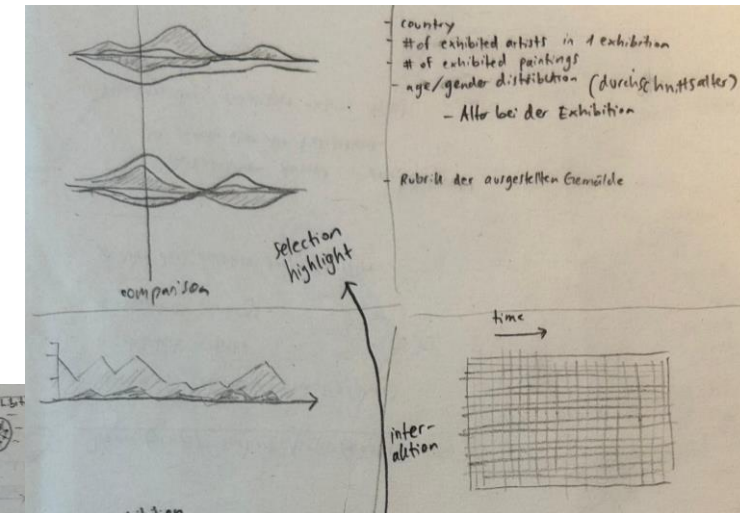 country
# of exhibited artists in 1 exhibition
# of exhibited paintings
age/gender distribution (durchschnittsalter)
- Alter bei der Exhibition
Rubrik der ausgestellten Gemälde
comparison
selection
highlight
time
inter-
aktion